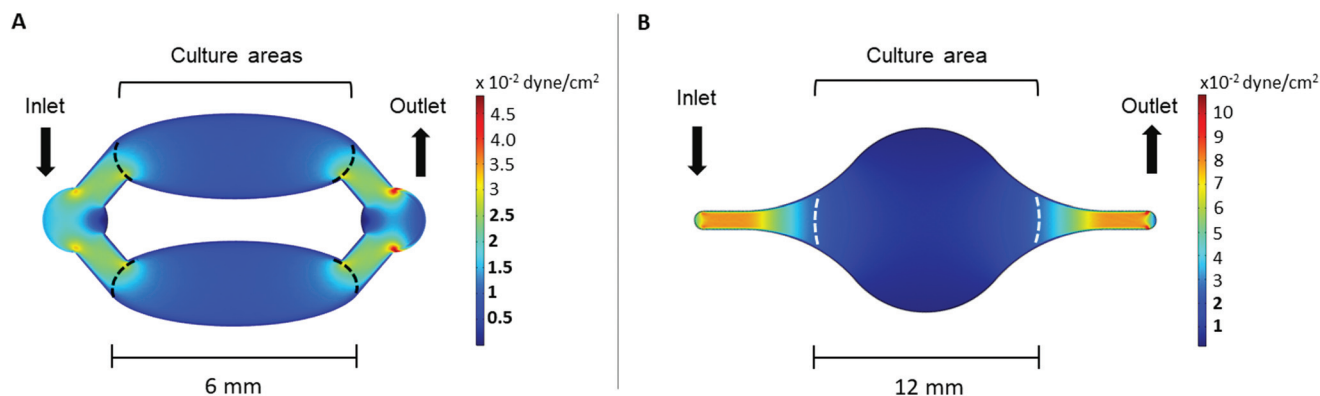 A
Culture areas
Inlet
Outlet
x 10⁻² dyne/cm²
4.5
4.0
3.5
3
2.5
2
1.5
1
0.5
6 mm
B
Culture area
Inlet
Outlet
x10⁻² dyne/cm²
10
9
8
7
6
5
4
3
2
1
12 mm